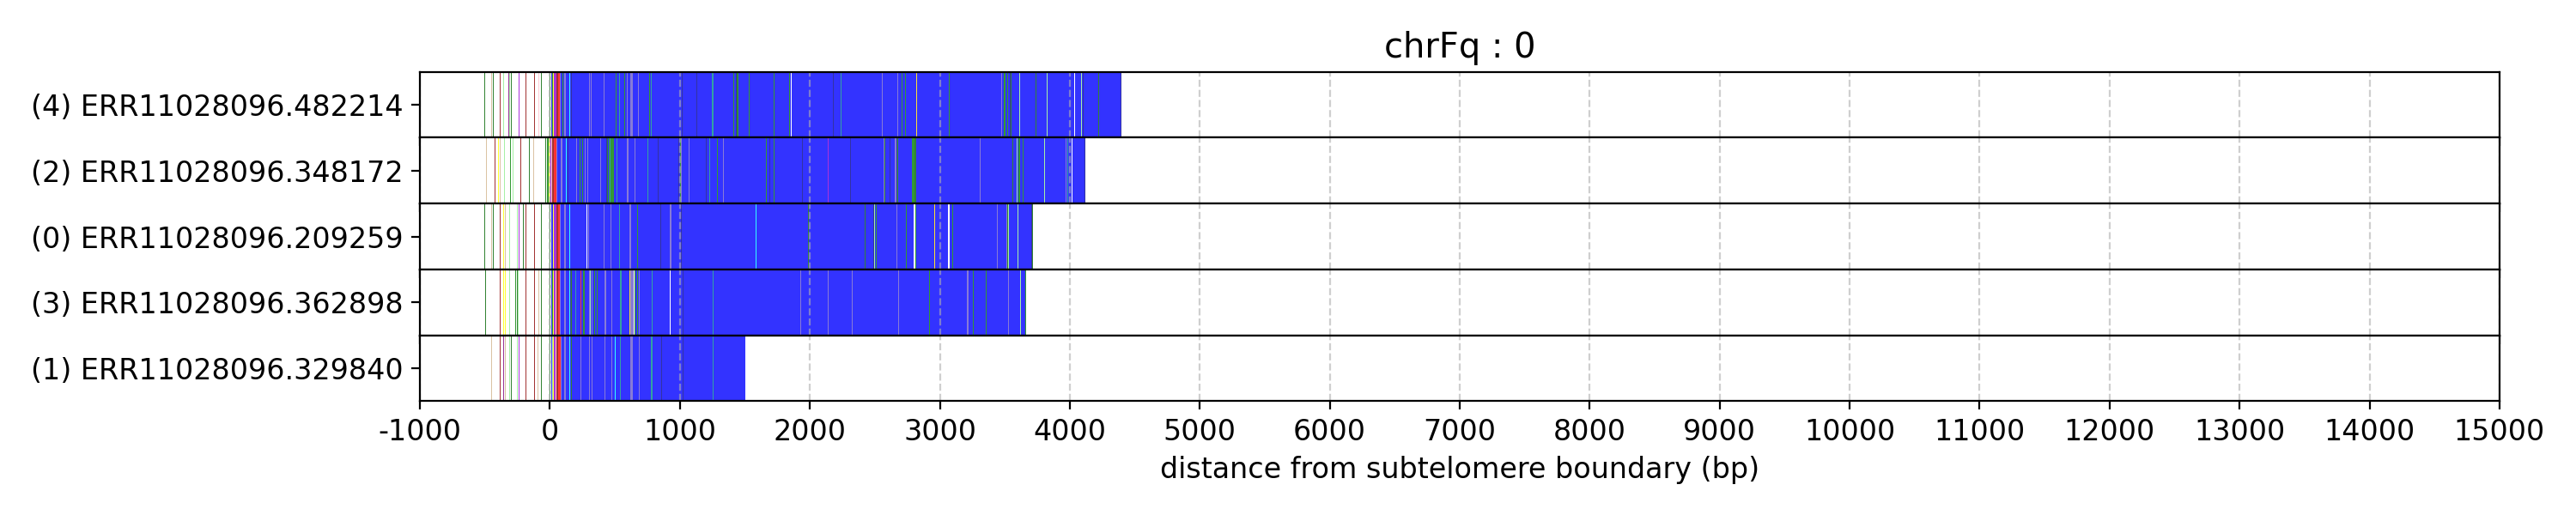 chrFq : 0
(4) ERR11028096.482214
(2) ERR11028096.348172
(0) ERR11028096.209259
(3) ERR11028096.362898
(1) ERR11028096.329840
-1000 0 1000 2000 3000 4000 5000 6000 7000 8000 9000 10000 11000 12000 13000 14000 15000
distance from subtelomere boundary (bp)